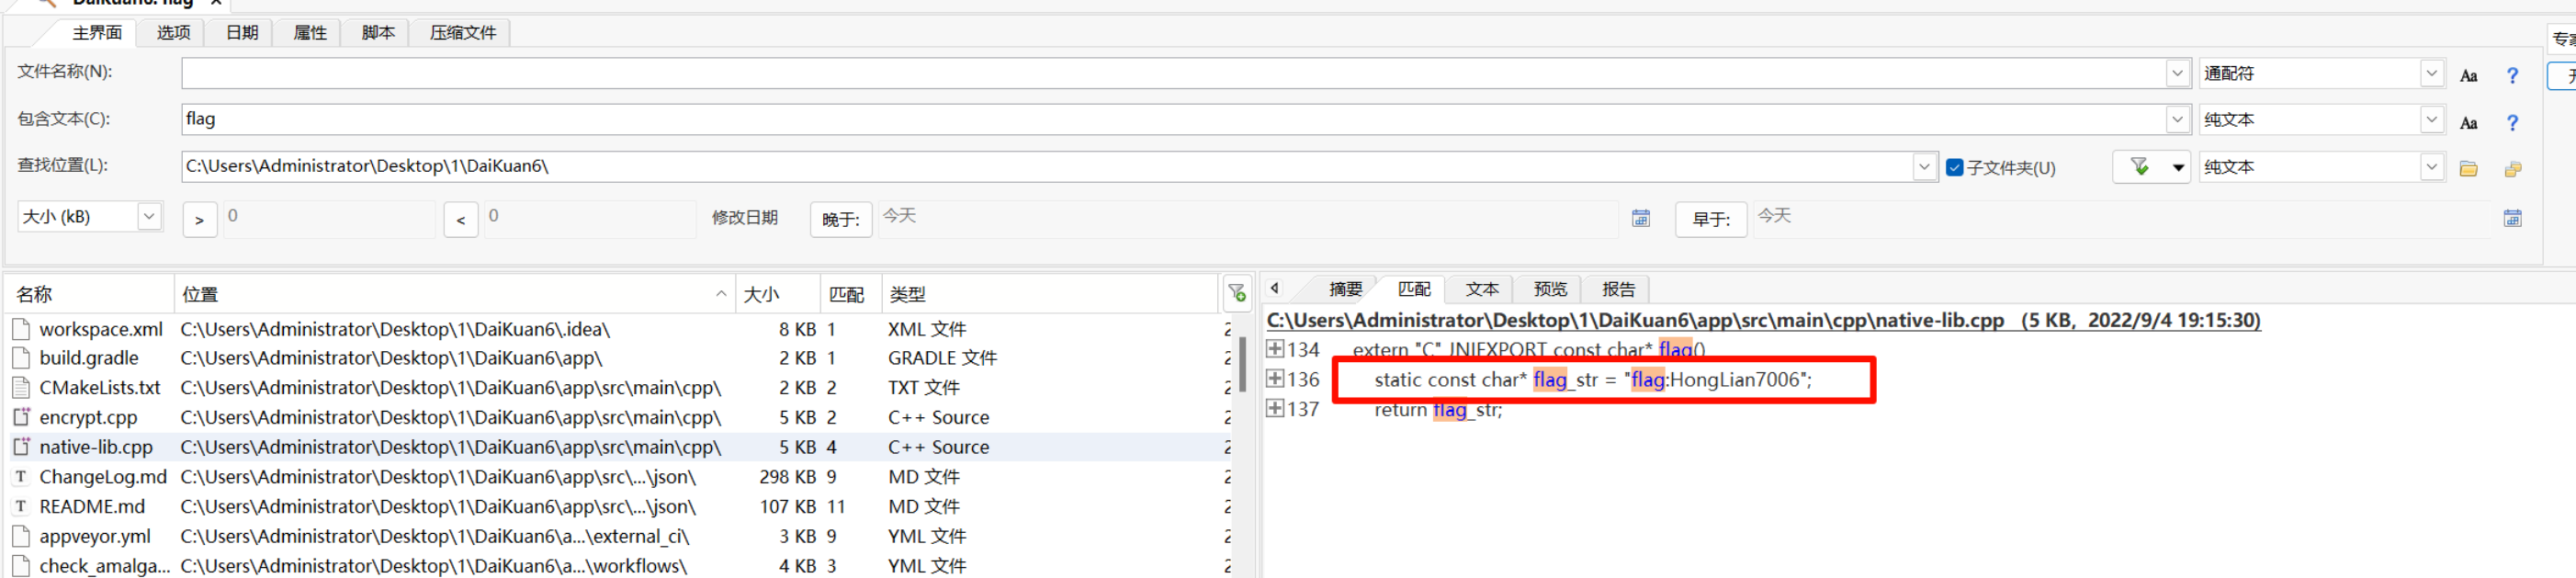 DaiKuan6: flag ×
主界面 选项 日期 属性 脚本 压缩文件
文件名称(N): 通配符 Aa ?
包含文本(C): flag 纯文本 Aa ?
查找位置(L): C:\Users\Administrator\Desktop\1\DaiKuan6\ 子文件夹(U) 纯文本
大小 (kB) > 0 < 0 修改日期 晚于: 今天 早于: 今天
名称 位置 大小 匹配 类型
workspace.xml C:\Users\Administrator\Desktop\1\DaiKuan6\.idea\ 8 KB 1 XML 文件
build.gradle C:\Users\Administrator\Desktop\1\DaiKuan6\app\ 2 KB 1 GRADLE 文件
CMakeLists.txt C:\Users\Administrator\Desktop\1\DaiKuan6\app\src\main\cpp\ 2 KB 2 TXT 文件
encrypt.cpp C:\Users\Administrator\Desktop\1\DaiKuan6\app\src\main\cpp\ 5 KB 2 C++ Source
native-lib.cpp C:\Users\Administrator\Desktop\1\DaiKuan6\app\src\main\cpp\ 5 KB 4 C++ Source
ChangeLog.md C:\Users\Administrator\Desktop\1\DaiKuan6\app\src\...\json\ 298 KB 9 MD 文件
README.md C:\Users\Administrator\Desktop\1\DaiKuan6\app\src\...\json\ 107 KB 11 MD 文件
appveyor.yml C:\Users\Administrator\Desktop\1\DaiKuan6\a...\external_ci\ 3 KB 9 YML 文件
check_amalga... C:\Users\Administrator\Desktop\1\DaiKuan6\a...\workflows\ 4 KB 3 YML 文件
摘要 匹配 文本 预览 报告
C:\Users\Administrator\Desktop\1\DaiKuan6\app\src\main\cpp\native-lib.cpp (5 KB, 2022/9/4 19:15:30)
134 extern "C" JNIEXPORT const char* flag()
136 static const char* flag_str = "flag:HongLian7006";
137 return flag_str;